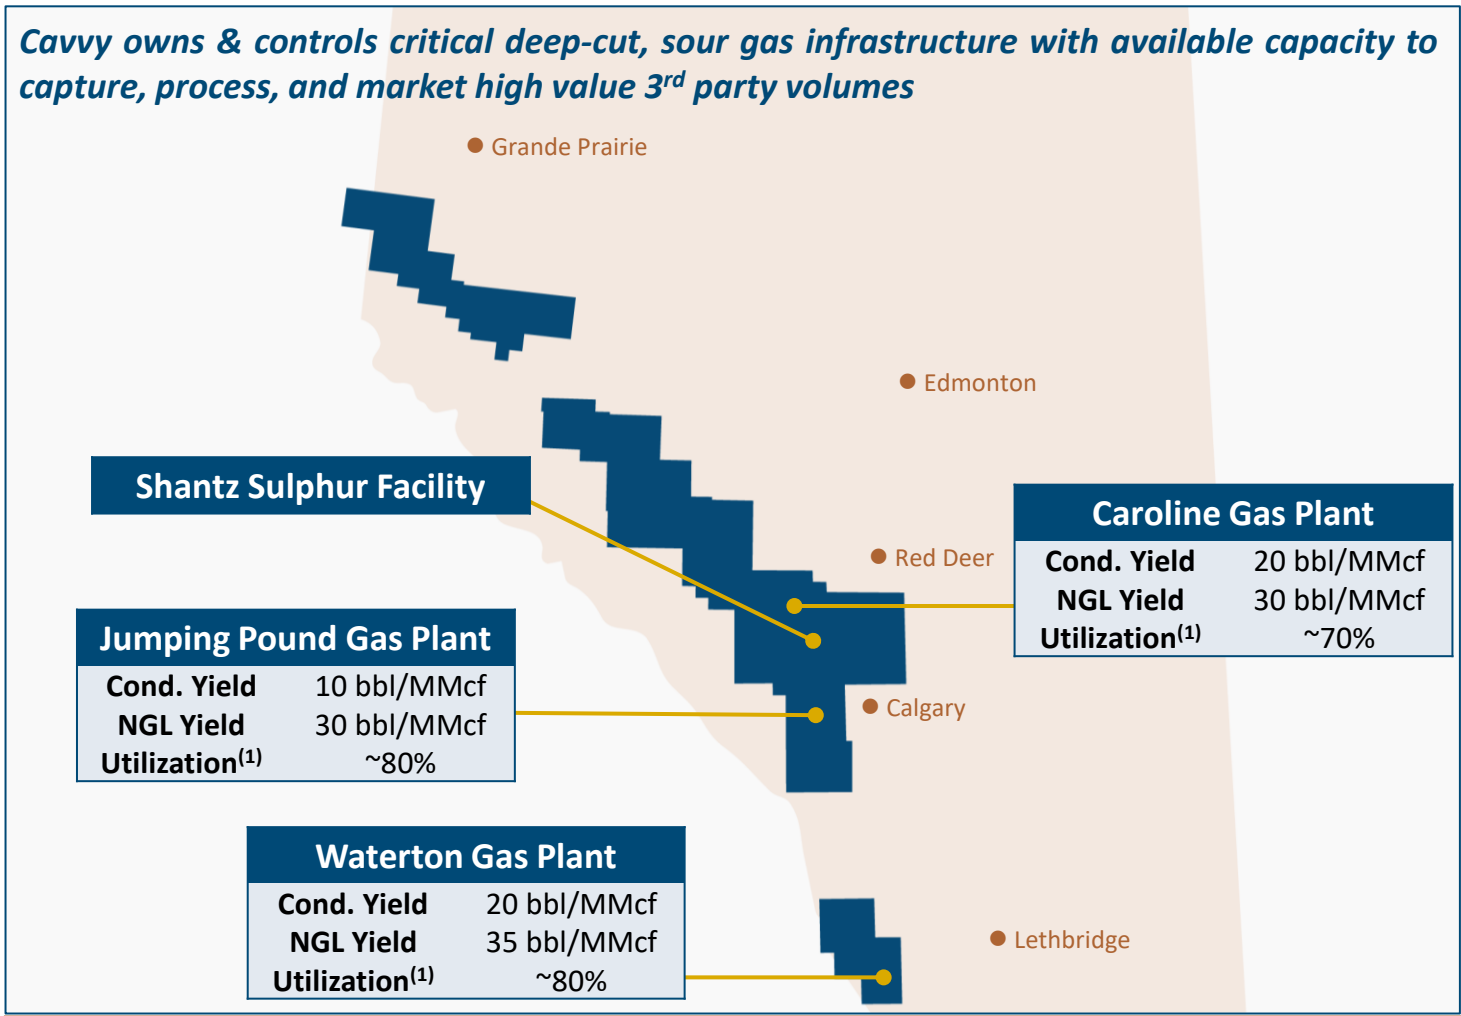 Cavvy owns & controls critical deep-cut, sour gas infrastructure with available capacity to
capture, process, and market high value 3rd party volumes
Grande Prairie
Edmonton
Shantz Sulphur Facility
Caroline Gas Plant
Cond. Yield 20 bbl/MMcf
NGL Yield 30 bbl/MMcf
Utilization(1) ~70%
Red Deer
Jumping Pound Gas Plant
Cond. Yield 10 bbl/MMcf
NGL Yield 30 bbl/MMcf
Utilization(1) ~80%
Calgary
Waterton Gas Plant
Cond. Yield 20 bbl/MMcf
NGL Yield 35 bbl/MMcf
Utilization(1) ~80%
Lethbridge